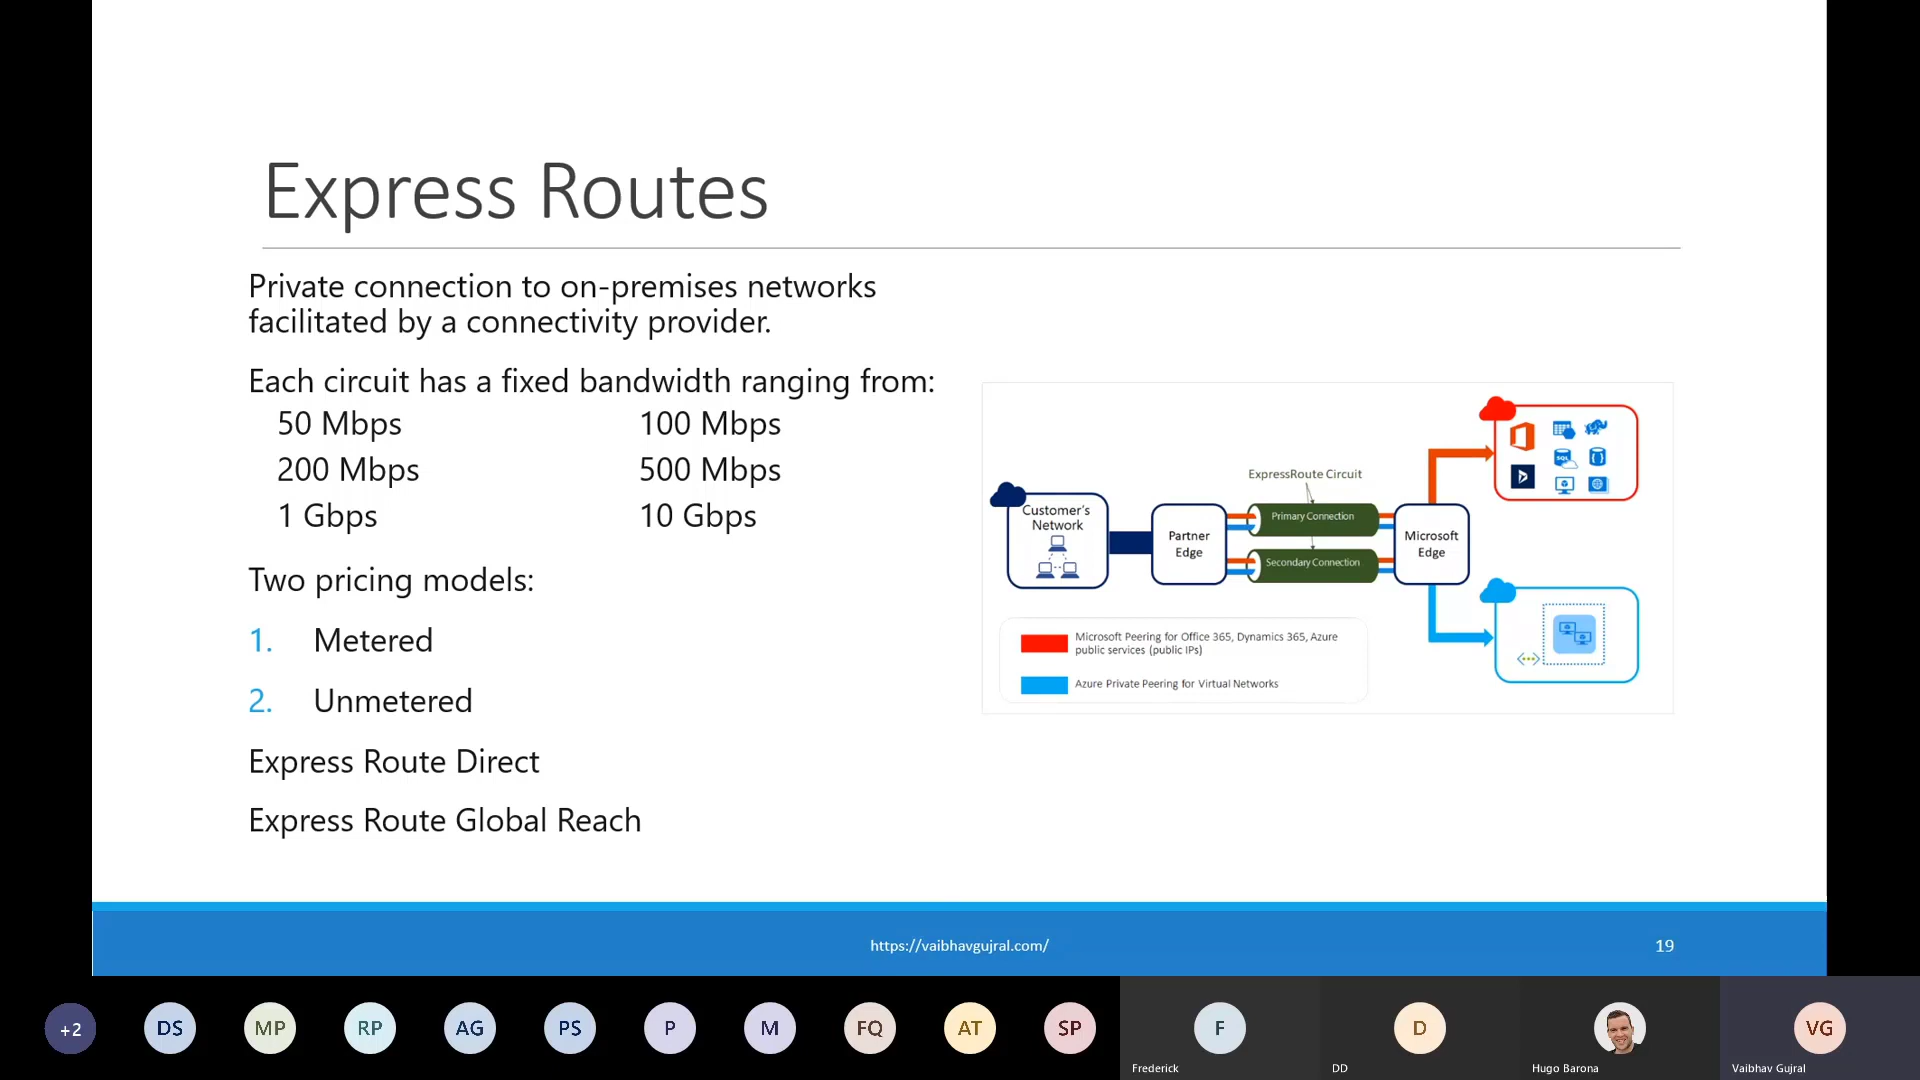 Express Routes
Private connection to on-premises networks
facilitated by a connectivity provider.
Each circuit has a fixed bandwidth ranging from:
50 Mbps 100 Mbps
200 Mbps 500 Mbps
1 Gbps 10 Gbps
Two pricing models:
1. Metered
2. Unmetered
Express Route Direct
Express Route Global Reach
ExpressRoute Circuit
Customer's
Network
Partner
Edge
Primary Connection
Secondary Connection
Microsoft
Edge
SQL
Microsoft Peering for Office 365, Dynamics 365, Azure
public services (public IPs)
Azure Private Peering for Virtual Networks
https://vaibhavgujral.com/
19
+2
DS
MP
RP
AG
PS
P
M
FQ
AT
SP
F
Frederick
D
DD
Hugo Barona
VG
Vaibhav Gujral